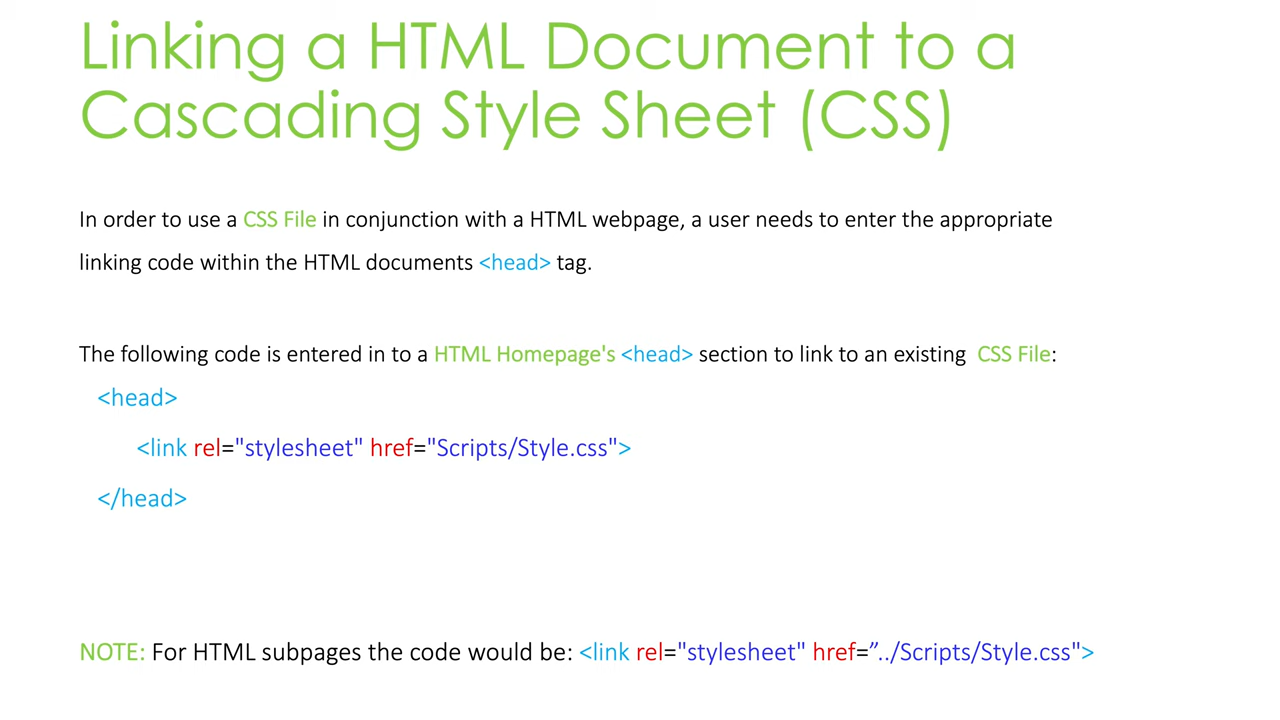 Linking a HTML Document to a
Cascading Style Sheet (CSS)
In order to use a CSS File in conjunction with a HTML webpage, a user needs to enter the appropriate
linking code within the HTML documents <head> tag.
The following code is entered in to a HTML Homepage's <head> section to link to an existing  CSS File:
<head>
<link rel="stylesheet" href="Scripts/Style.css">
</head>
NOTE: For HTML subpages the code would be: <link rel="stylesheet" href=”../Scripts/Style.css">